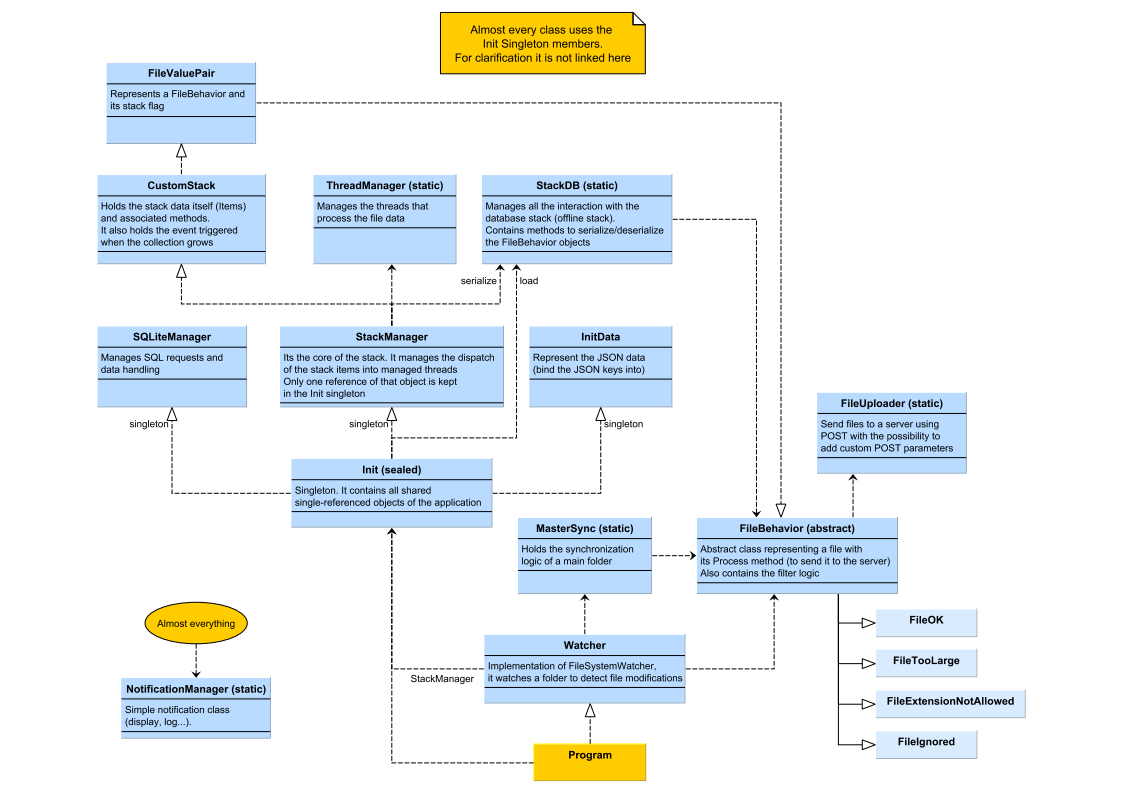 Almost every class uses the
Init Singleton members.
For clarification it is not linked here
FileValuePair
Represents a FileBehavior and
its stack flag
CustomStack
Holds the stack data itself (Items)
and associated methods.
It also holds the event triggered
when the collection grows
ThreadManager (static)
Manages the threads that
process the file data
StackDB (static)
Manages all the interaction with the
database stack (offline stack).
Contains methods to serialize/deserialize
the FileBehavior objects
serialize
load
SQLiteManager
Manages SQL requests and
data handling
StackManager
Its the core of the stack. It manages the dispatch
of the stack items into managed threads
Only one reference of that object is kept
in the Init singleton
InitData
Represent the JSON data
(bind the JSON keys into)
singleton
singleton
singleton
FileUploader (static)
Send files to a server using
POST with the possibility to
add custom POST parameters
Init (sealed)
Singleton. It contains all shared
single-referenced objects of the application
MasterSync (static)
Holds the synchronization
logic of a main folder
FileBehavior (abstract)
Abstract class representing a file with
its Process method (to send it to the server)
Also contains the filter logic
Almost everything
NotificationManager (static)
Simple notification class
(display, log...).
StackManager
Watcher
Implementation of FileSystemWatcher,
it watches a folder to detect file modifications
Program
FileOK
FileTooLarge
FileExtensionNotAllowed
FileIgnored